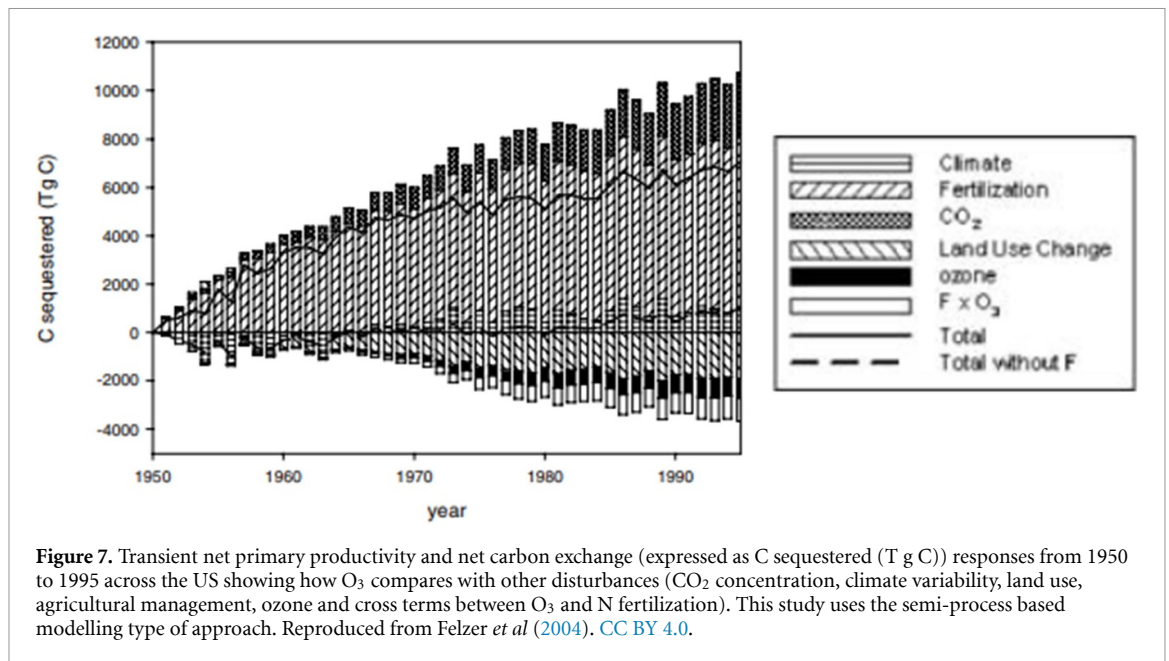 12000
10000
8000
6000
4000
2000
0
-2000
-4000
C sequestered (Tg C)
1950 1960 1970 1980 1990
year
Climate
Fertilization
CO₂
Land Use Change
ozone
F x O₃
Total
Total without F
Figure 7. Transient net primary productivity and net carbon exchange (expressed as C sequestered (T g C)) responses from 1950
to 1995 across the US showing how O₃ compares with other disturbances (CO₂ concentration, climate variability, land use,
agricultural management, ozone and cross terms between O₃ and N fertilization). This study uses the semi-process based
modelling type of approach. Reproduced from Felzer et al (2004). CC BY 4.0.